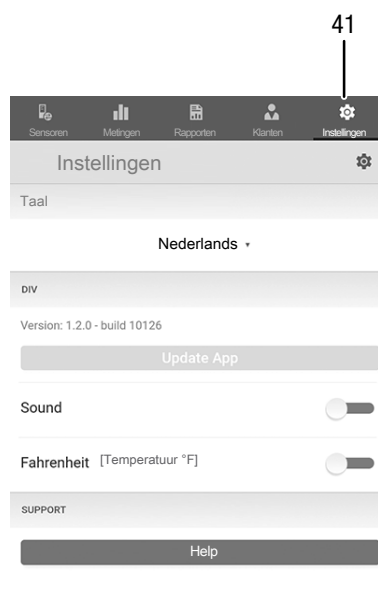 41
Sensoren Metingen Rapporten Klanten Instellingen
Instellingen
Taal
Nederlands
DIV
Version: 1.2.0 - build 10126
Update App
Sound
Fahrenheit [Temperatuur °F]
SUPPORT
Help